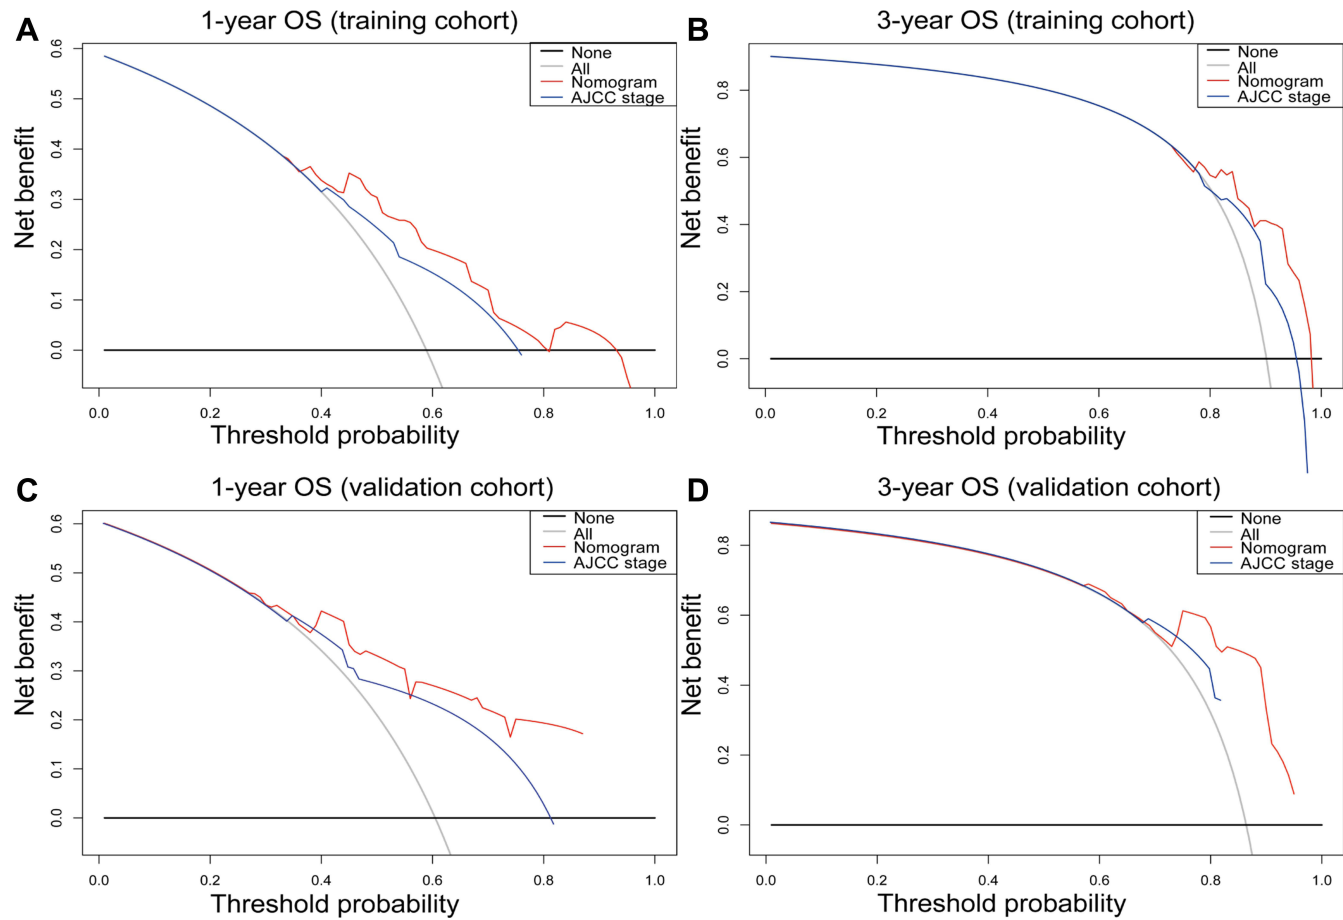 A
1-year OS (training cohort)
None
All
Nomogram
AJCC stage
Net benefit
0.6
0.5
0.4
0.3
0.2
0.1
0.0
0.0 0.2 0.4 0.6 0.8 1.0
Threshold probability
B
3-year OS (training cohort)
None
All
Nomogram
AJCC stage
Net benefit
0.8
0.6
0.4
0.2
0.0
0.0 0.2 0.4 0.6 0.8 1.0
Threshold probability
C
1-year OS (validation cohort)
None
All
Nomogram
AJCC stage
Net benefit
0.6
0.5
0.4
0.3
0.2
0.1
0.0
0.0 0.2 0.4 0.6 0.8 1.0
Threshold probability
D
3-year OS (validation cohort)
None
All
Nomogram
AJCC stage
Net benefit
0.8
0.6
0.4
0.2
0.0
0.0 0.2 0.4 0.6 0.8 1.0
Threshold probability